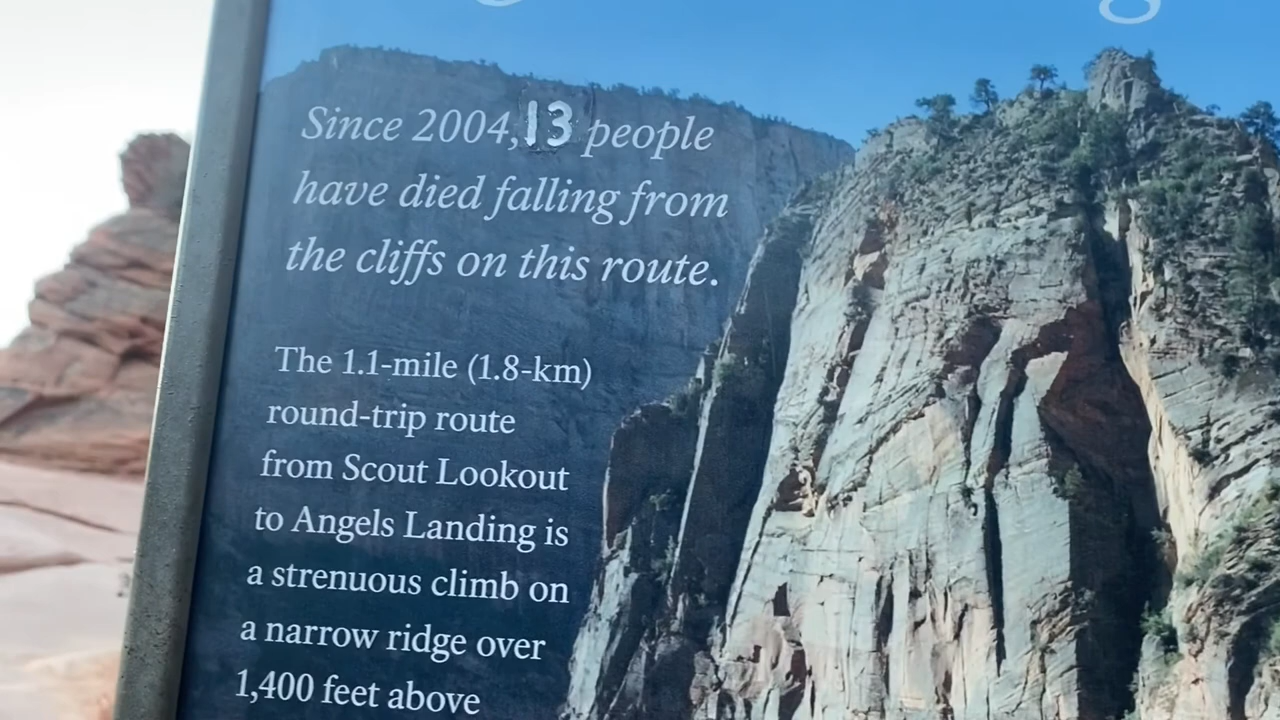 Since 2004, 13 people
have died falling from
the cliffs on this route.
The 1.1-mile (1.8-km)
round-trip route
from Scout Lookout
to Angels Landing is
a strenuous climb on
a narrow ridge over
1,400 feet above